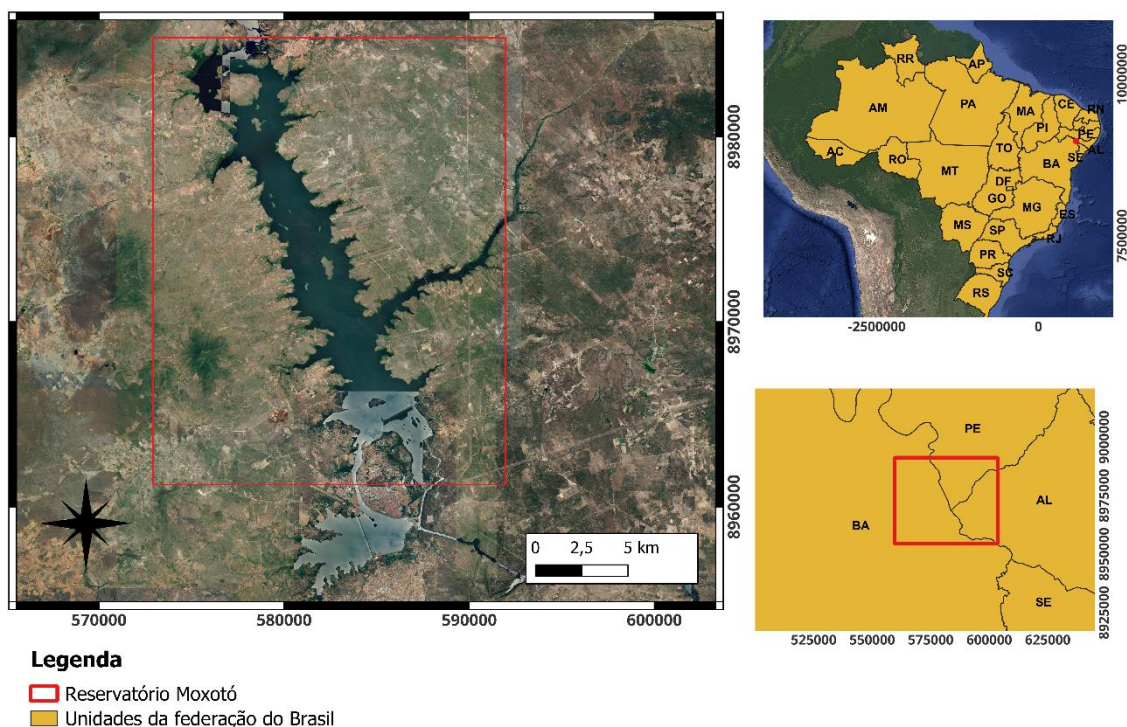 8980000
8970000
8960000
570000
580000
590000
600000
0 2,5 5 km
RR
AP
AM
PA
MA
CE
RN
PI
PE
AL
SE
AC
RO
TO
MT
BA
DF
GO
MG
ES
MS
SP
RJ
PR
SC
RS
10000000
7500000
-2500000
0
PE
BA
AL
SE
9000000
8975000
8950000
8925000
525000
550000
575000
600000
625000
Legenda
Reservatório Moxotó
Unidades da federação do Brasil